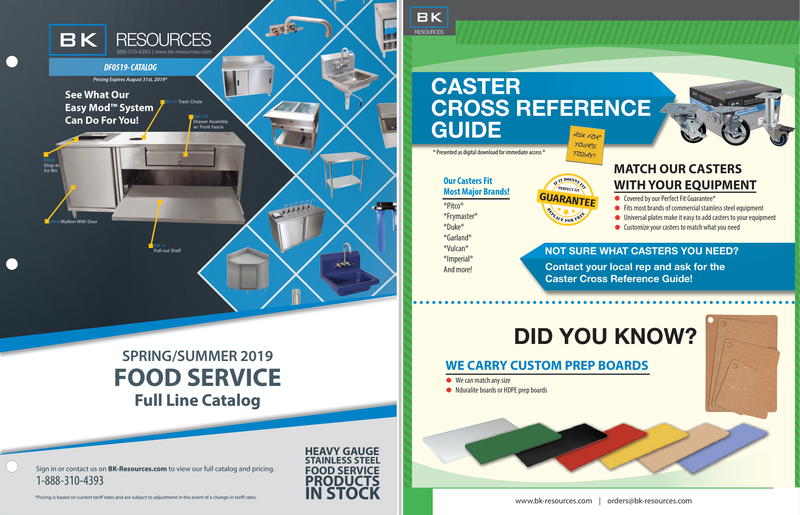 BK RESOURCES
888-310-4393 | www.bk-resources.com
DF0519- CATALOG
Pricing Expires August 31st, 2019*
See What Our
Easy Mod™ System
Can Do For You!
Trash Chute
Drawer Assembly
w/ Front Fascia
Drop-In
Ice Bin
Mullion With Door
Pull-out Shelf
SPRING/SUMMER 2019
FOOD SERVICE
Full Line Catalog
Sign in or contact us on BK-Resources.com to view our full catalog and pricing.
1-888-310-4393
*Pricing is based on current tariff rates and are subject to adjustment in the event of a change in tariff rates.
HEAVY GAUGE
STAINLESS STEEL
FOOD SERVICE
PRODUCTS
IN STOCK
BK
RESOURCES
CASTER
CROSS REFERENCE
GUIDE
ASK FOR
YOURS
TODAY!
* Presented as digital download for immediate access *
Our Casters Fit
Most Major Brands!
*Pitco*
*Frymaster*
*Duke*
*Garland*
*Vulcan*
*Imperial*
And more!
IF IT DOESN'T FIT
PERFECT FIT
GUARANTEE
REPLACE FOR FREE
MATCH OUR CASTERS
WITH YOUR EQUIPMENT
Covered by our Perfect Fit Guarantee*
Fits most brands of commercial stainless steel equipment
Universal plates make it easy to add casters to your equipment
Customize your casters to match what you need
NOT SURE WHAT CASTERS YOU NEED?
Contact your local rep and ask for the
Caster Cross Reference Guide!
DID YOU KNOW?
WE CARRY CUSTOM PREP BOARDS
We can match any size
Nduralite boards or HDPE prep boards
www.bk-resources.com | orders@bk-resources.com